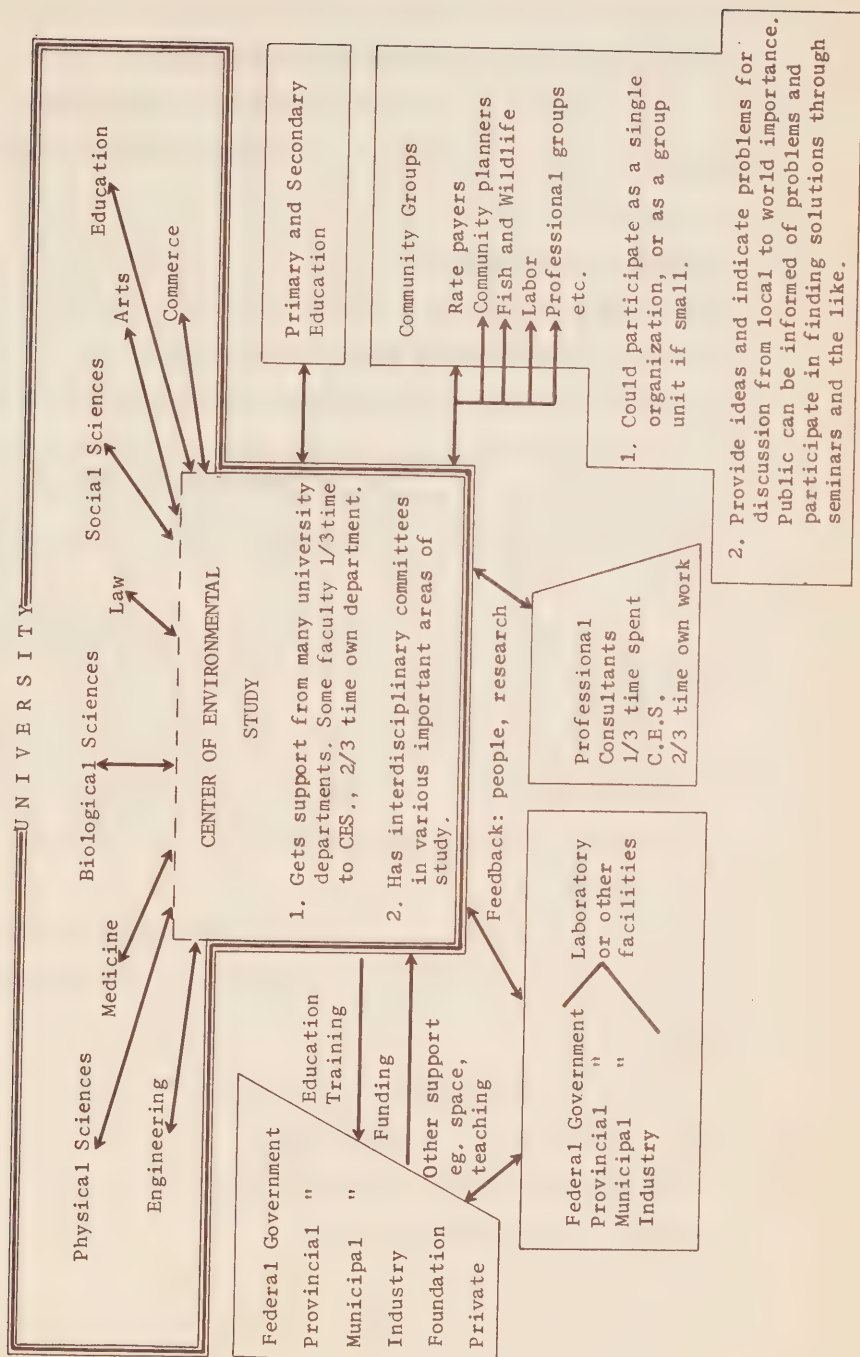 UNIVERSITY
Physical Sciences
Engineering
Medicine
Biological Sciences
Law
Social Sciences
Arts
Education
Commerce
CENTER OF ENVIRONMENTAL
STUDY
1. Gets support from many university
departments. Some faculty 1/3 time
to CES., 2/3 time own department.
2. Has interdisciplinary committees
in various important areas of
study.
Federal Government
Provincial "
Municipal "
Industry
Foundation
Private
Education
Training
Funding
Other support
eg. space,
teaching
Feedback: people, research
Federal Government
Provincial "
Municipal "
Industry
Laboratory
or other
facilities
Professional
Consultants
1/3 time spent
C.E.S.
2/3 time own work
Primary and Secondary
Education
Community Groups
Rate payers
Community planners
Fish and Wildlife
Labor
Professional groups
etc.
1. Could participate as a single
organization, or as a group
unit if small.
2. Provide ideas and indicate problems for
discussion from local to world importance.
Public can be informed of problems and
participate in finding solutions through
seminars and the like.